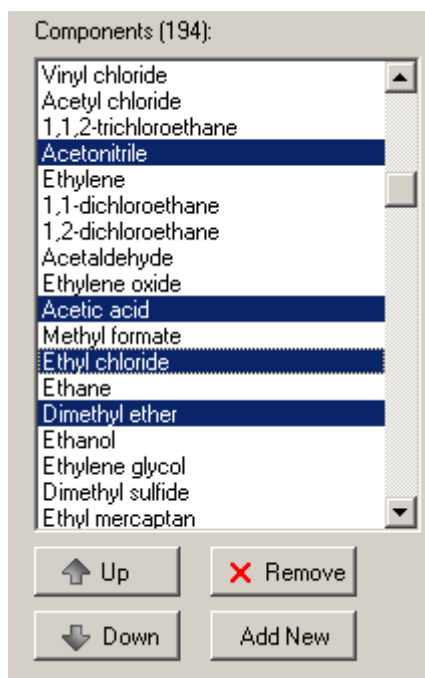 Components (194):
Vinyl chloride
Acetyl chloride
1,1,2-trichloroethane
Acetonitrile
Ethylene
1,1-dichloroethane
1,2-dichloroethane
Acetaldehyde
Ethylene oxide
Acetic acid
Methyl formate
Ethyl chloride
Ethane
Dimethyl ether
Ethanol
Ethylene glycol
Dimethyl sulfide
Ethyl mercaptan
Up
Remove
Down
Add New